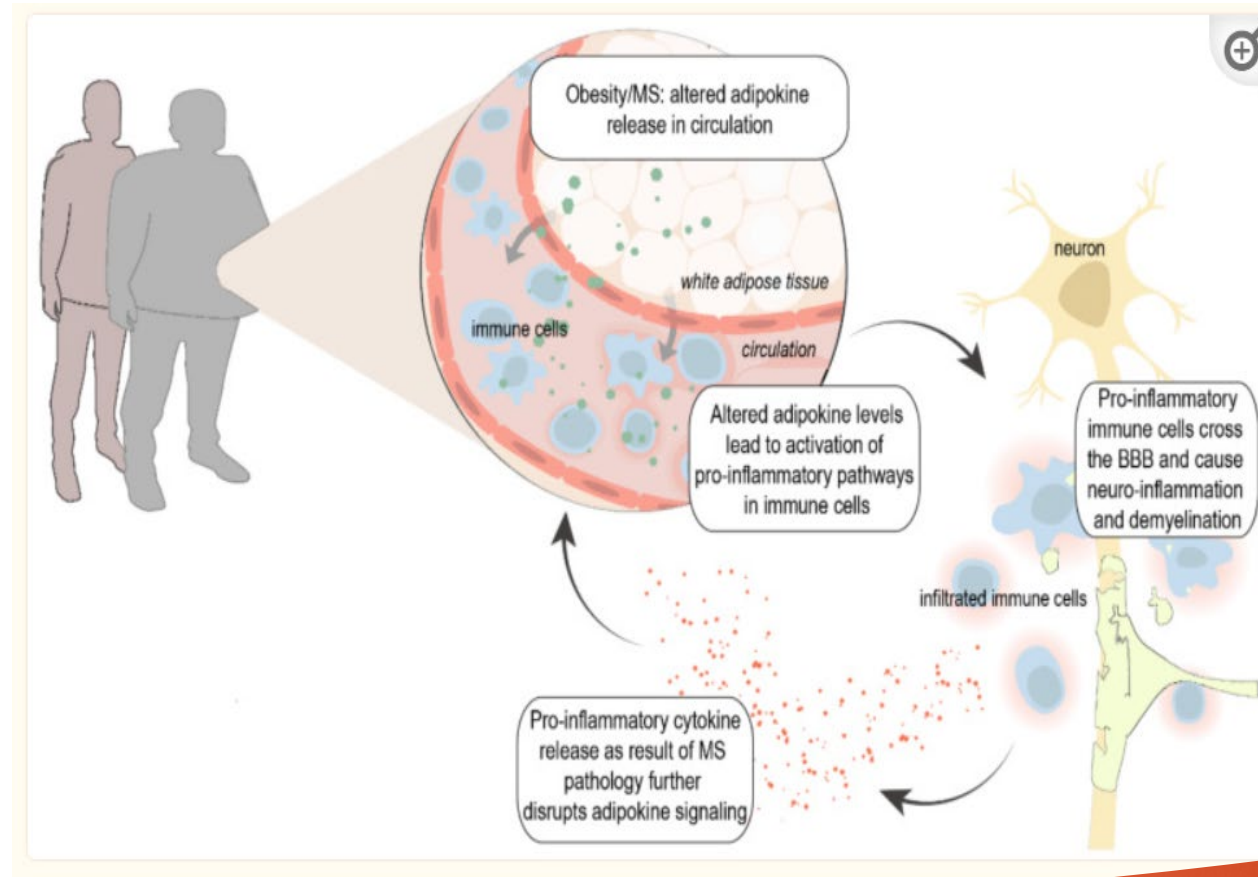 Obesity/MS: altered adipokine
release in circulation
white adipose tissue
immune cells
circulation
Altered adipokine levels
lead to activation of
pro-inflammatory pathways
in immune cells
neuron
Pro-inflammatory
immune cells cross
the BBB and cause
neuro-inflammation
and demyelination
infiltrated immune cells
Pro-inflammatory cytokine
release as result of MS
pathology further
disrupts adipokine signaling